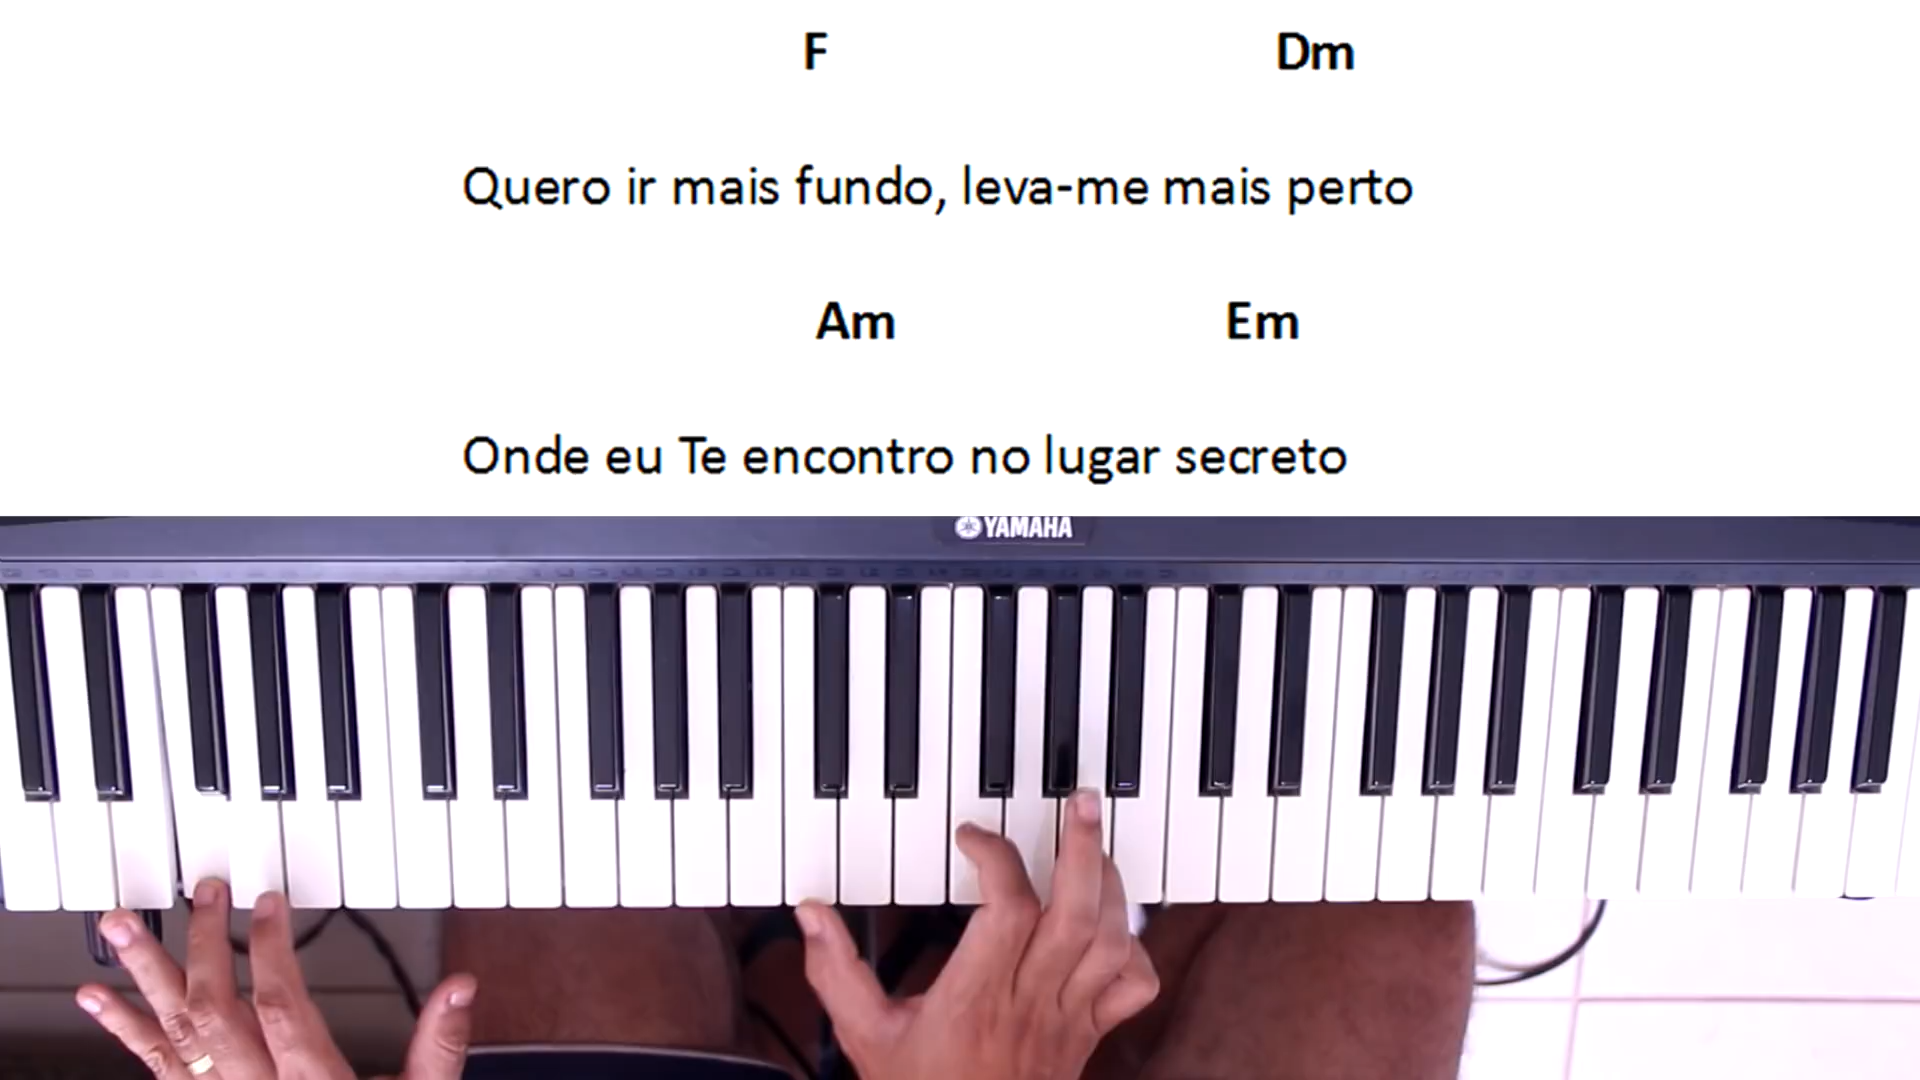 F Dm
Quero ir mais fundo, leva-me mais perto
Am Em
Onde eu Te encontro no lugar secreto
YAMAHA